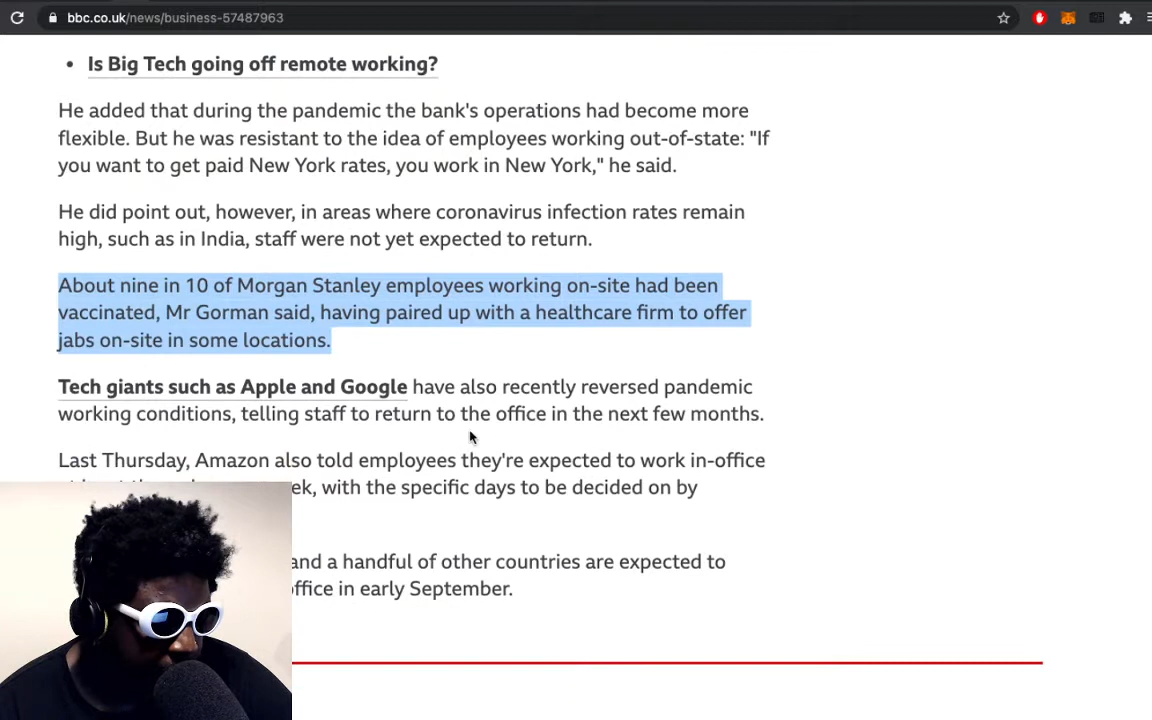 bbc.co.uk/news/business-57487963
Is Big Tech going off remote working?
He added that during the pandemic the bank's operations had become more
flexible. But he was resistant to the idea of employees working out-of-state: "If
you want to get paid New York rates, you work in New York," he said.
He did point out, however, in areas where coronavirus infection rates remain
high, such as in India, staff were not yet expected to return.
About nine in 10 of Morgan Stanley employees working on-site had been
vaccinated, Mr Gorman said, having paired up with a healthcare firm to offer
jabs on-site in some locations.
Tech giants such as Apple and Google have also recently reversed pandemic
working conditions, telling staff to return to the office in the next few months.
Last Thursday, Amazon also told employees they're expected to work in-office
with the specific days to be decided on by
and a handful of other countries are expected to
in early September.